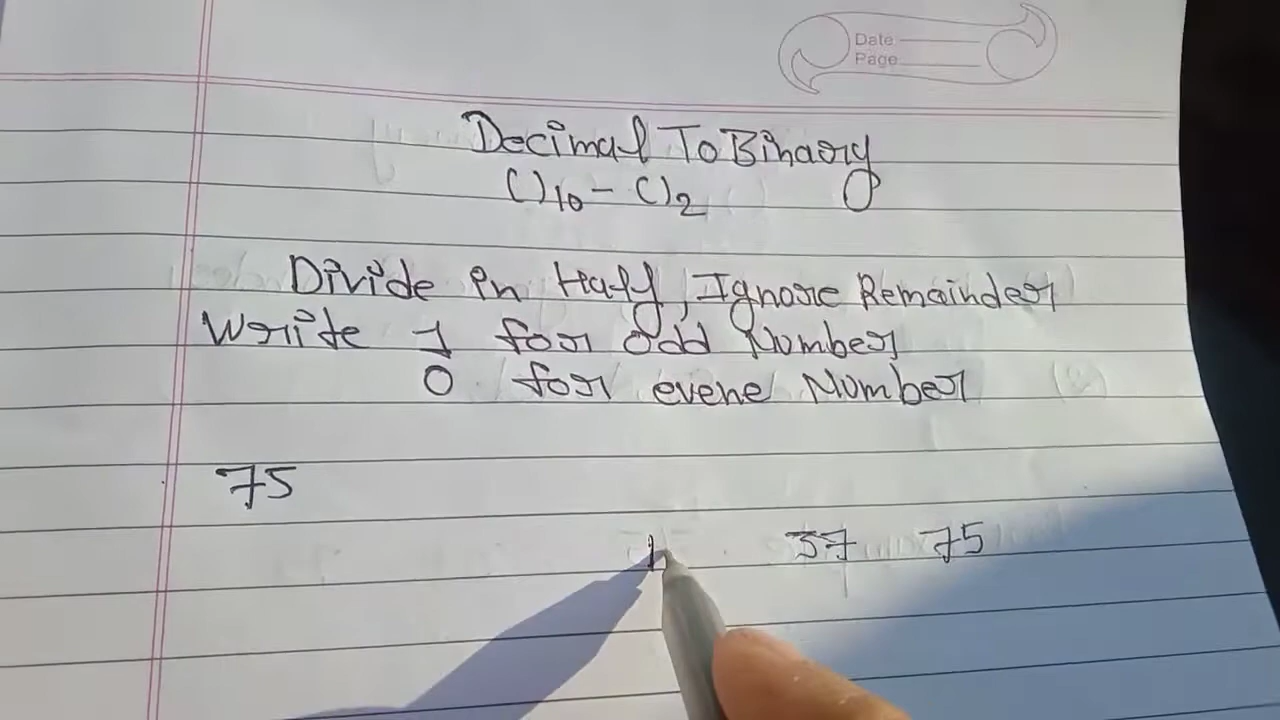 Date
Page
Decimal To Binary
()10 - ()2
Divide in Half, Ignore Remainder
Write 1 for odd Number,
0 for evene Number
75
1 37 75